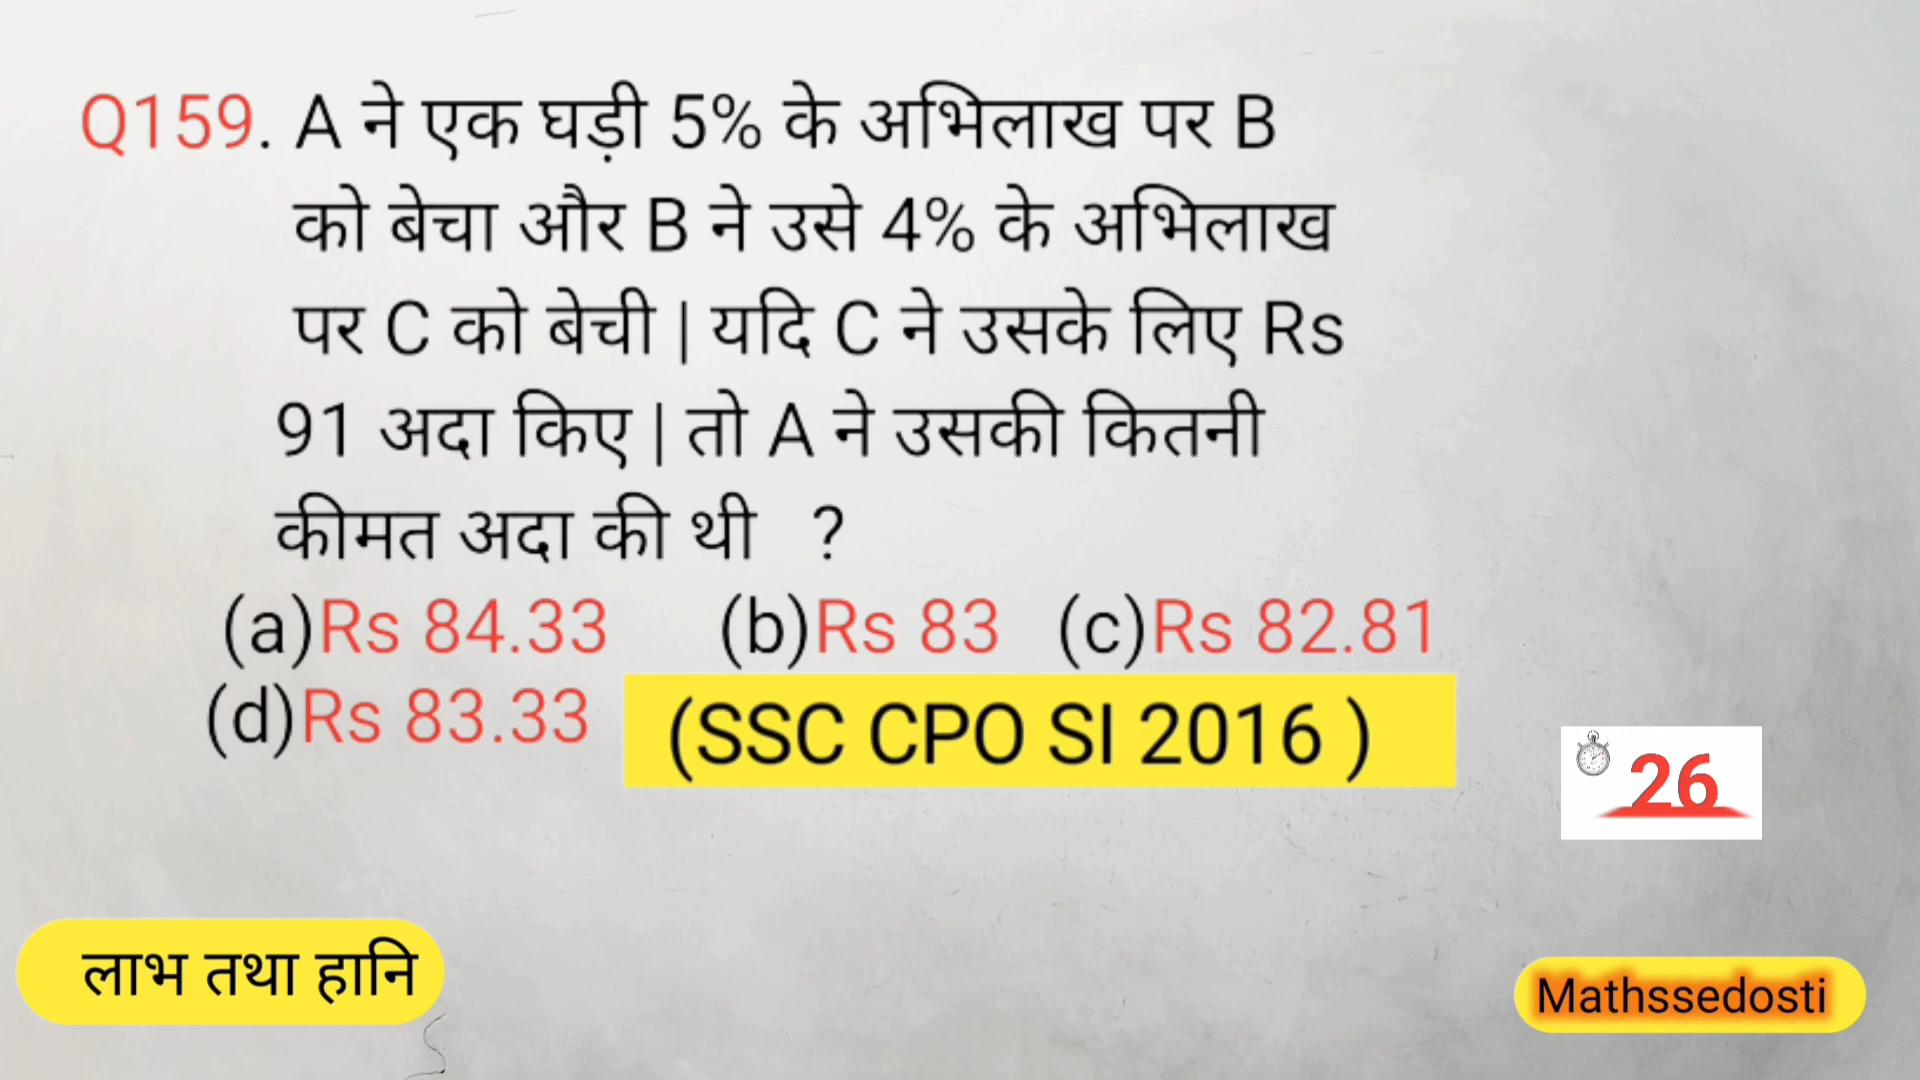 Q159. A ने एक घड़ी 5% के अभिलाख पर B
को बेचा और B ने उसे 4% के अभिलाख
पर C को बेची | यदि C ने उसके लिए Rs
91 अदा किए | तो A ने उसकी कितनी
कीमत अदा की थी ?
(a)Rs 84.33 (b)Rs 83 (c)Rs 82.81
(d)Rs 83.33 (SSC CPO SI 2016 )
26
लाभ तथा हानि
Mathssedosti